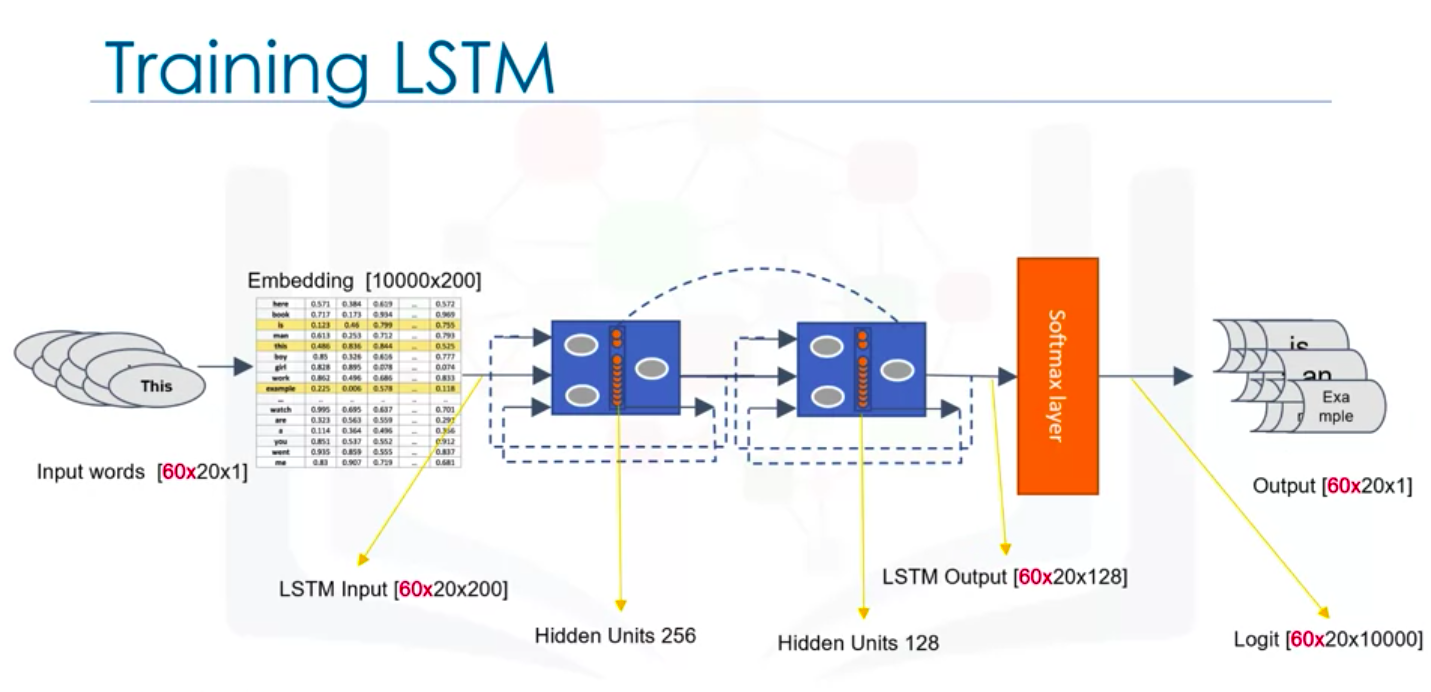 Training LSTM
Embedding [10000x200]
here 0.571 0.384 0.619 ... 0.572
book 0.717 0.173 0.934 ... 0.969
is 0.123 0.46 0.799 ... 0.755
man 0.613 0.253 0.712 ... 0.793
this 0.486 0.836 0.844 ... 0.525
boy 0.85 0.326 0.616 ... 0.777
girl 0.828 0.895 0.078 ... 0.074
work 0.862 0.496 0.686 ... 0.833
example 0.225 0.006 0.578 ... 0.118
... ... ... ... ... ...
watch 0.995 0.695 0.637 ... 0.701
are 0.323 0.563 0.559 ...
a 0.114 0.364 0.496 ...
you 0.851 0.537 0.552 ... 0.912
went 0.935 0.859 0.555 ... 0.837
me 0.83 0.907 0.719 ... 0.681
This
Input words [60x20x1]
Softmax layer
is
an
Exa
mple
Output [60x20x1]
LSTM Input [60x20x200]
LSTM Output [60x20x128]
Hidden Units 256
Hidden Units 128
Logit [60x20x10000]